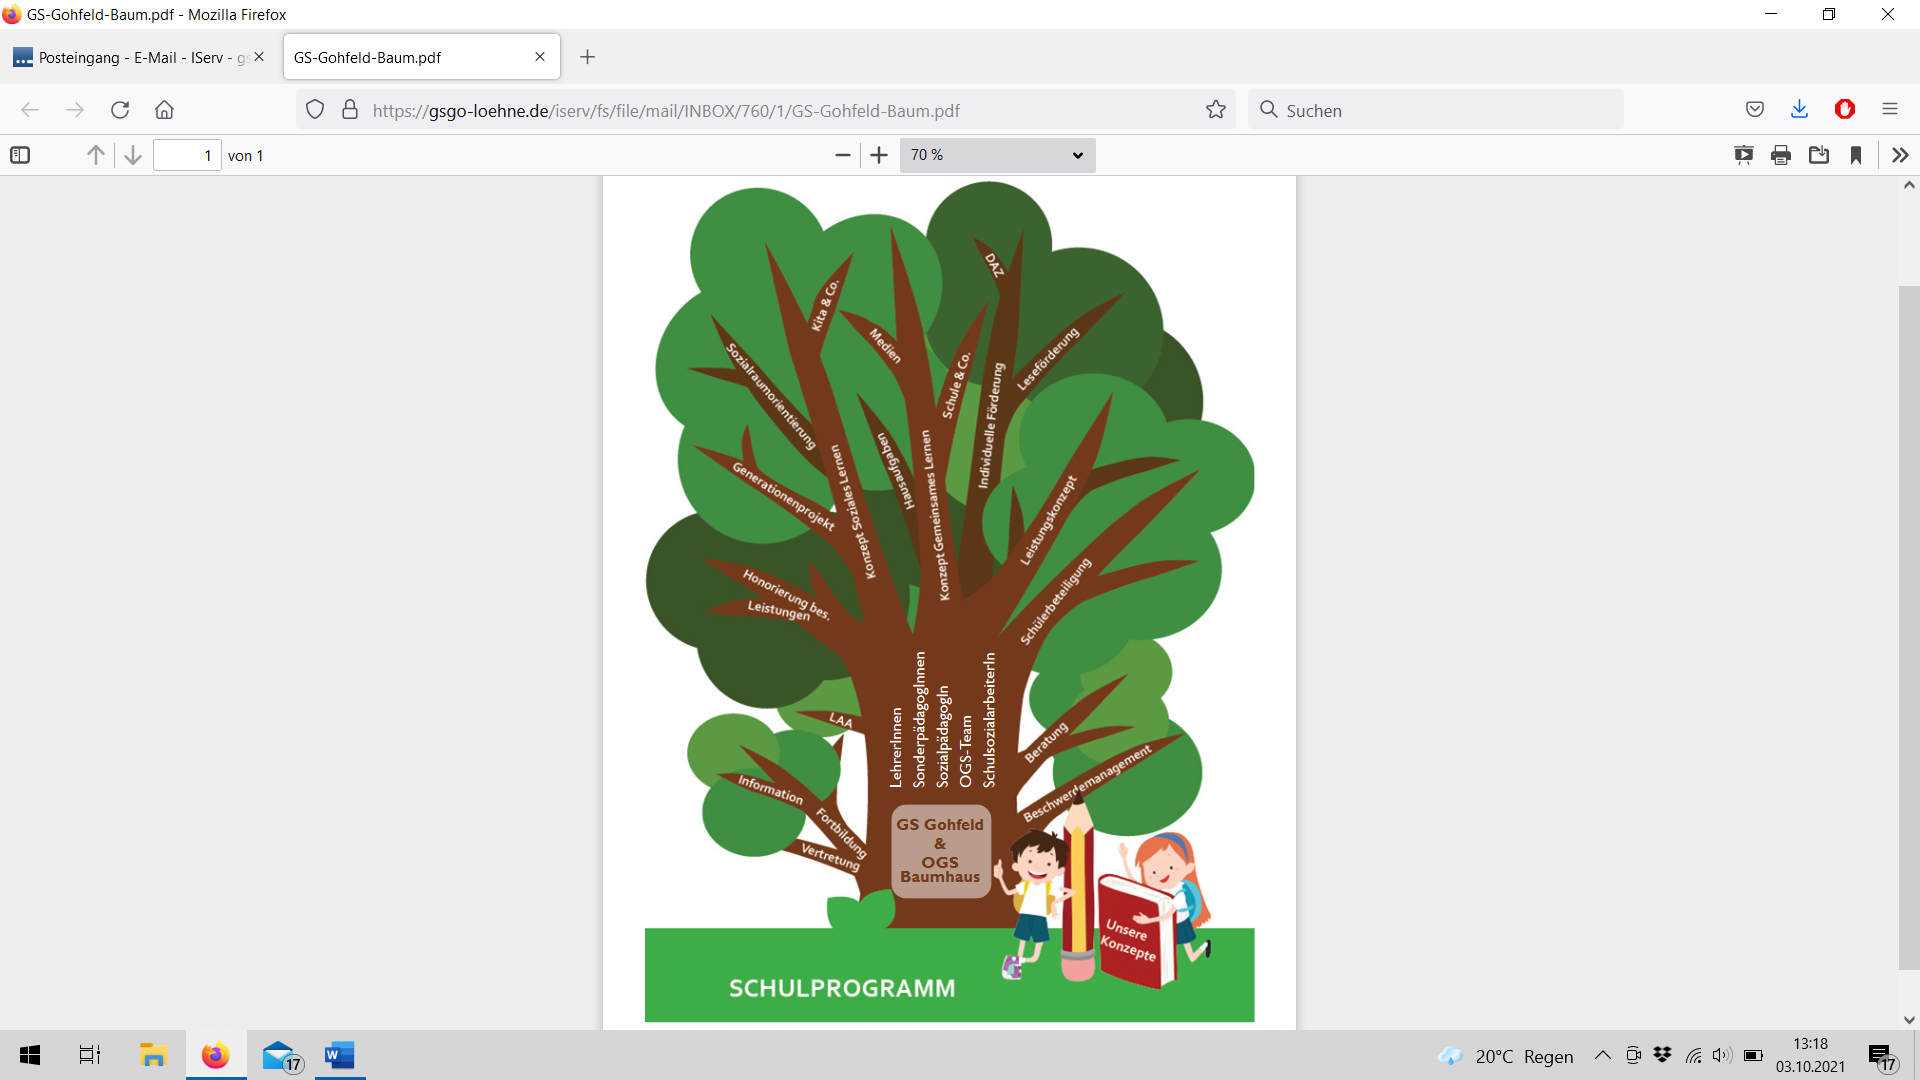 GS-Gohfeld-Baum.pdf - Mozilla Firefox
Posteingang - E-Mail - IServ - gs
GS-Gohfeld-Baum.pdf
https://gsgo-loehne.de/iserv/fs/file/mail/INBOX/760/1/GS-Gohfeld-Baum.pdf
Suchen
1 von 1
70 %
DAZ
Kita & Co.
Medien
Sozialraumorientierung
Schule & Co.
Leseförderung
Individuelle Förderung
Hausaufgaben
Konzept Soziales Lernen
Konzept Gemeinsames Lernen
Generationenprojekt
Leistungskonzept
Honorierung bes.
Leistungen
Schülerbeteiligung
LehrerInnen
SonderpädagogInnen
SozialpädagogIn
OGS-Team
SchulsozialarbeiterIn
LAA
Beratung
Information
Beschwerdemanagement
Fortbildung
Vertretung
GS Gohfeld
&
OGS
Baumhaus
Unsere
Konzepte
SCHULPROGRAMM
17
20°C Regen
13:18
03.10.2021
17